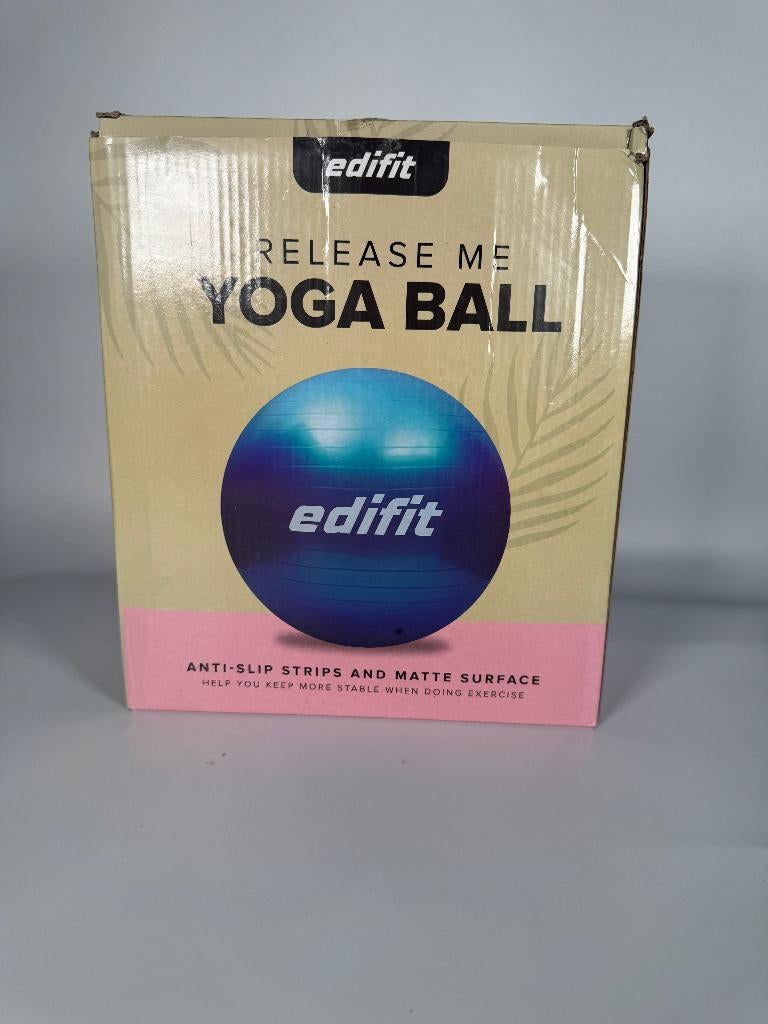 edifit
RELEASE ME
YOGA BALL
edifit
ANTI-SLIP STRIPS AND MATTE SURFACE
HELP YOU KEEP MORE STABLE WHEN DOING EXERCISE